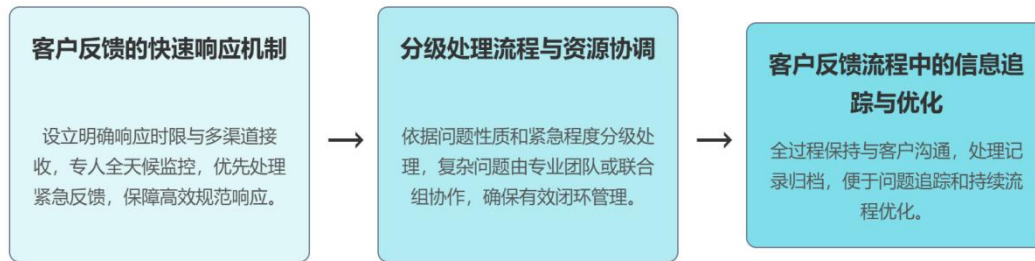 客户反馈的快速响应机制
设立明确响应时限与多渠道接
收，专人全天候监控，优先处理
紧急反馈，保障高效规范响应。
→
分级处理流程与资源协调
依据问题性质和紧急程度分级处
理，复杂问题由专业团队或联合
组协作，确保有效闭环管理。
→
客户反馈流程中的信息追
踪与优化
全过程保持与客户沟通，处理记
录归档，便于问题追踪和持续流
程优化。